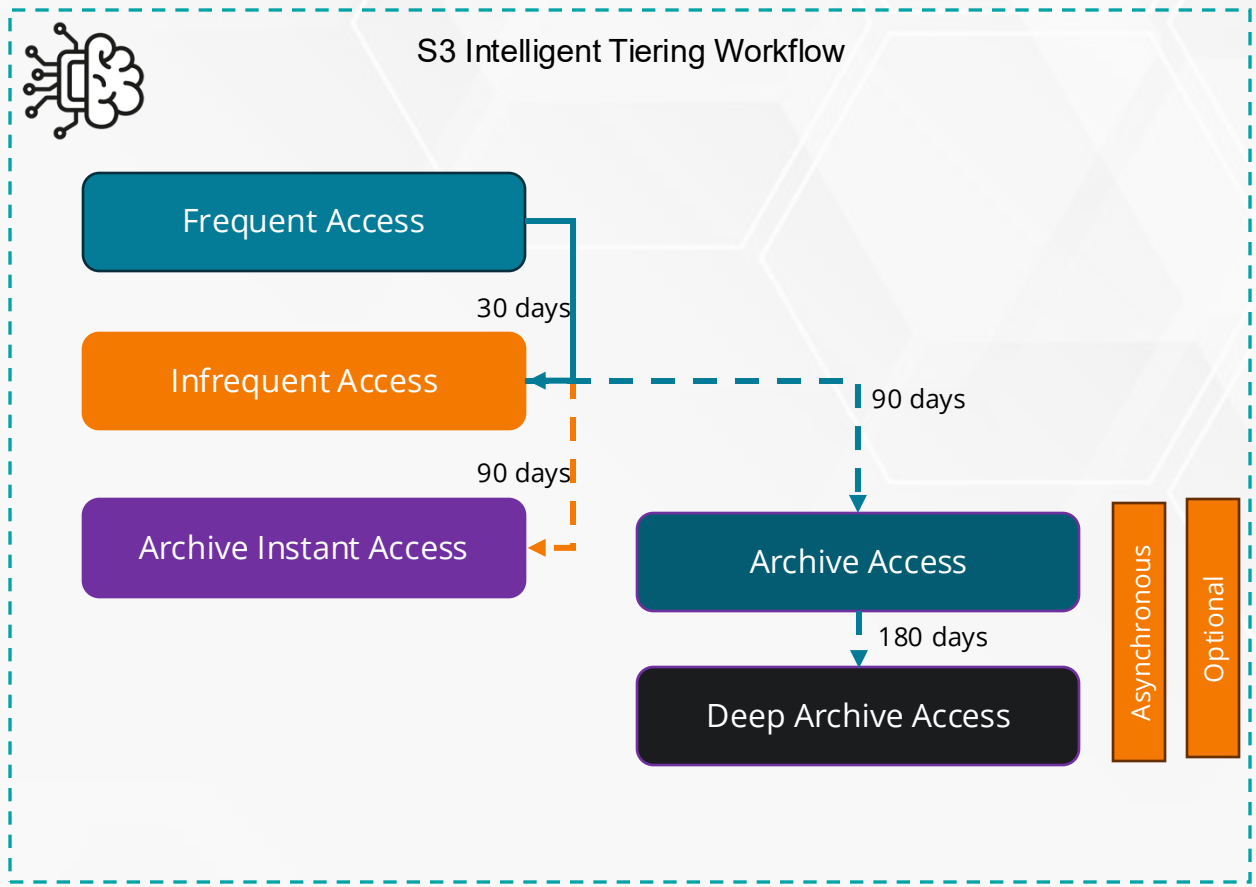 S3 Intelligent Tiering Workflow
Frequent Access
30 days
Infrequent Access
90 days
90 days
Archive Instant Access
Archive Access
180 days
Deep Archive Access
Asynchronous
Optional